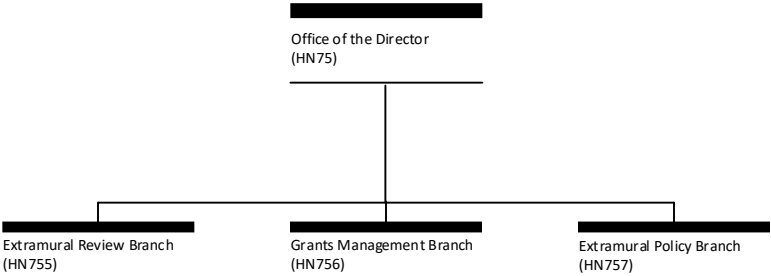 Office of the Director
(HN75)
Extramural Review Branch
(HN755)
Grants Management Branch
(HN756)
Extramural Policy Branch
(HN757)